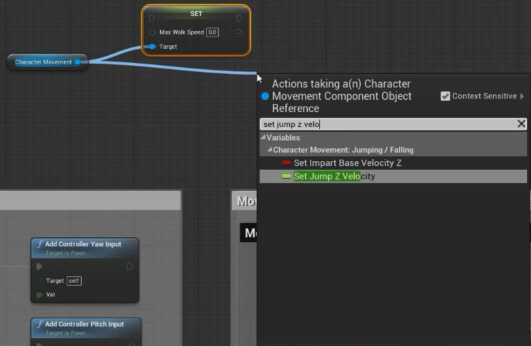 SET
Max Walk Speed 0,0
Target
Character Movement
Actions taking a(n) Character
Movement Component Object
Reference
Context Sensitive
set jump z velo
Variables
Character Movement: Jumping / Falling
Set Impart Base Velocity Z
Set Jump Z Velocity
Mo
M
Add Controller Yaw Input
Target is Pawn
Target self
Val
Add Controller Pitch Input
Target is Pawn